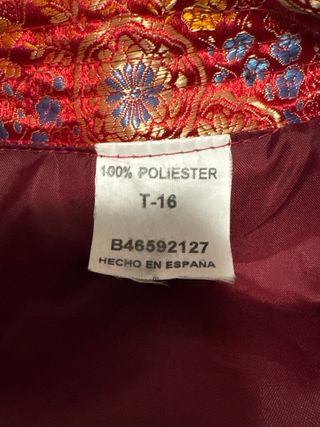 100% POLIESTER
T-16
B46592127
HECHO EN ESPAÑA